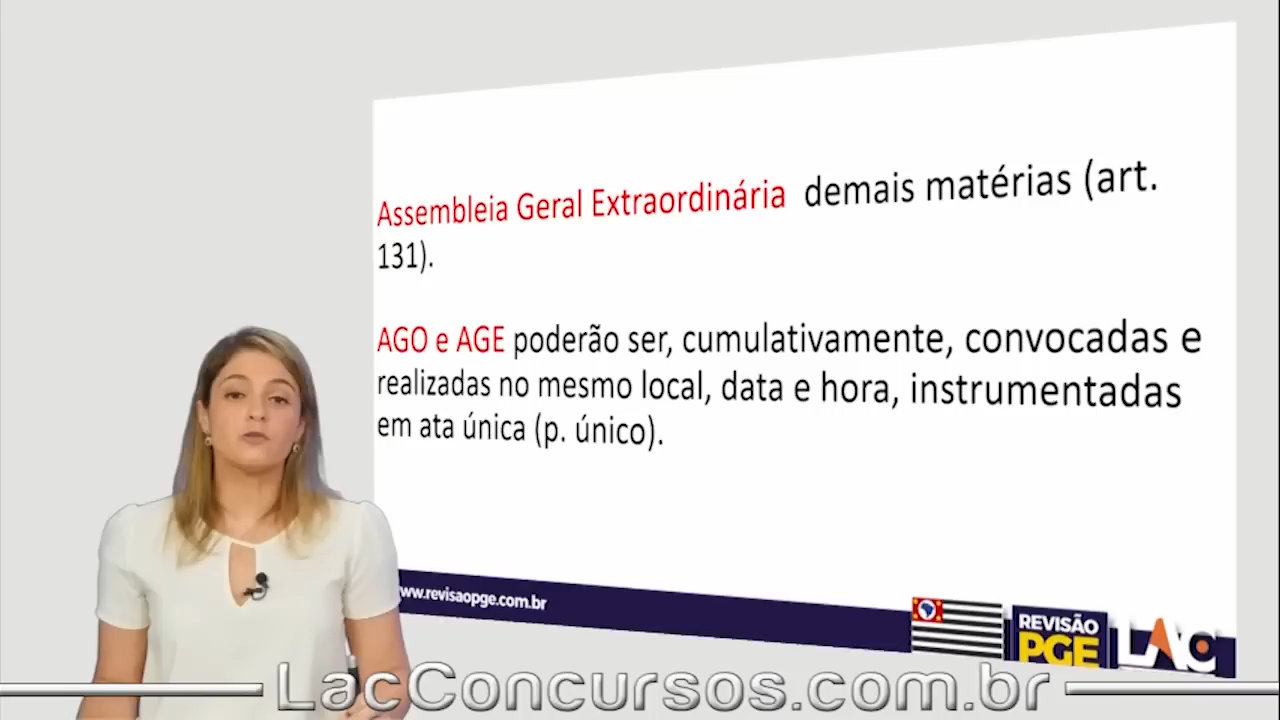 Assembleia Geral Extraordinária demais matérias (art.
131).
AGO e AGE poderão ser, cumulativamente, convocadas e
realizadas no mesmo local, data e hora, instrumentadas
em ata única (p. único).
www.revisaopge.com.br
REVISÃO
PGE
LAC
LacConcursos.com.br